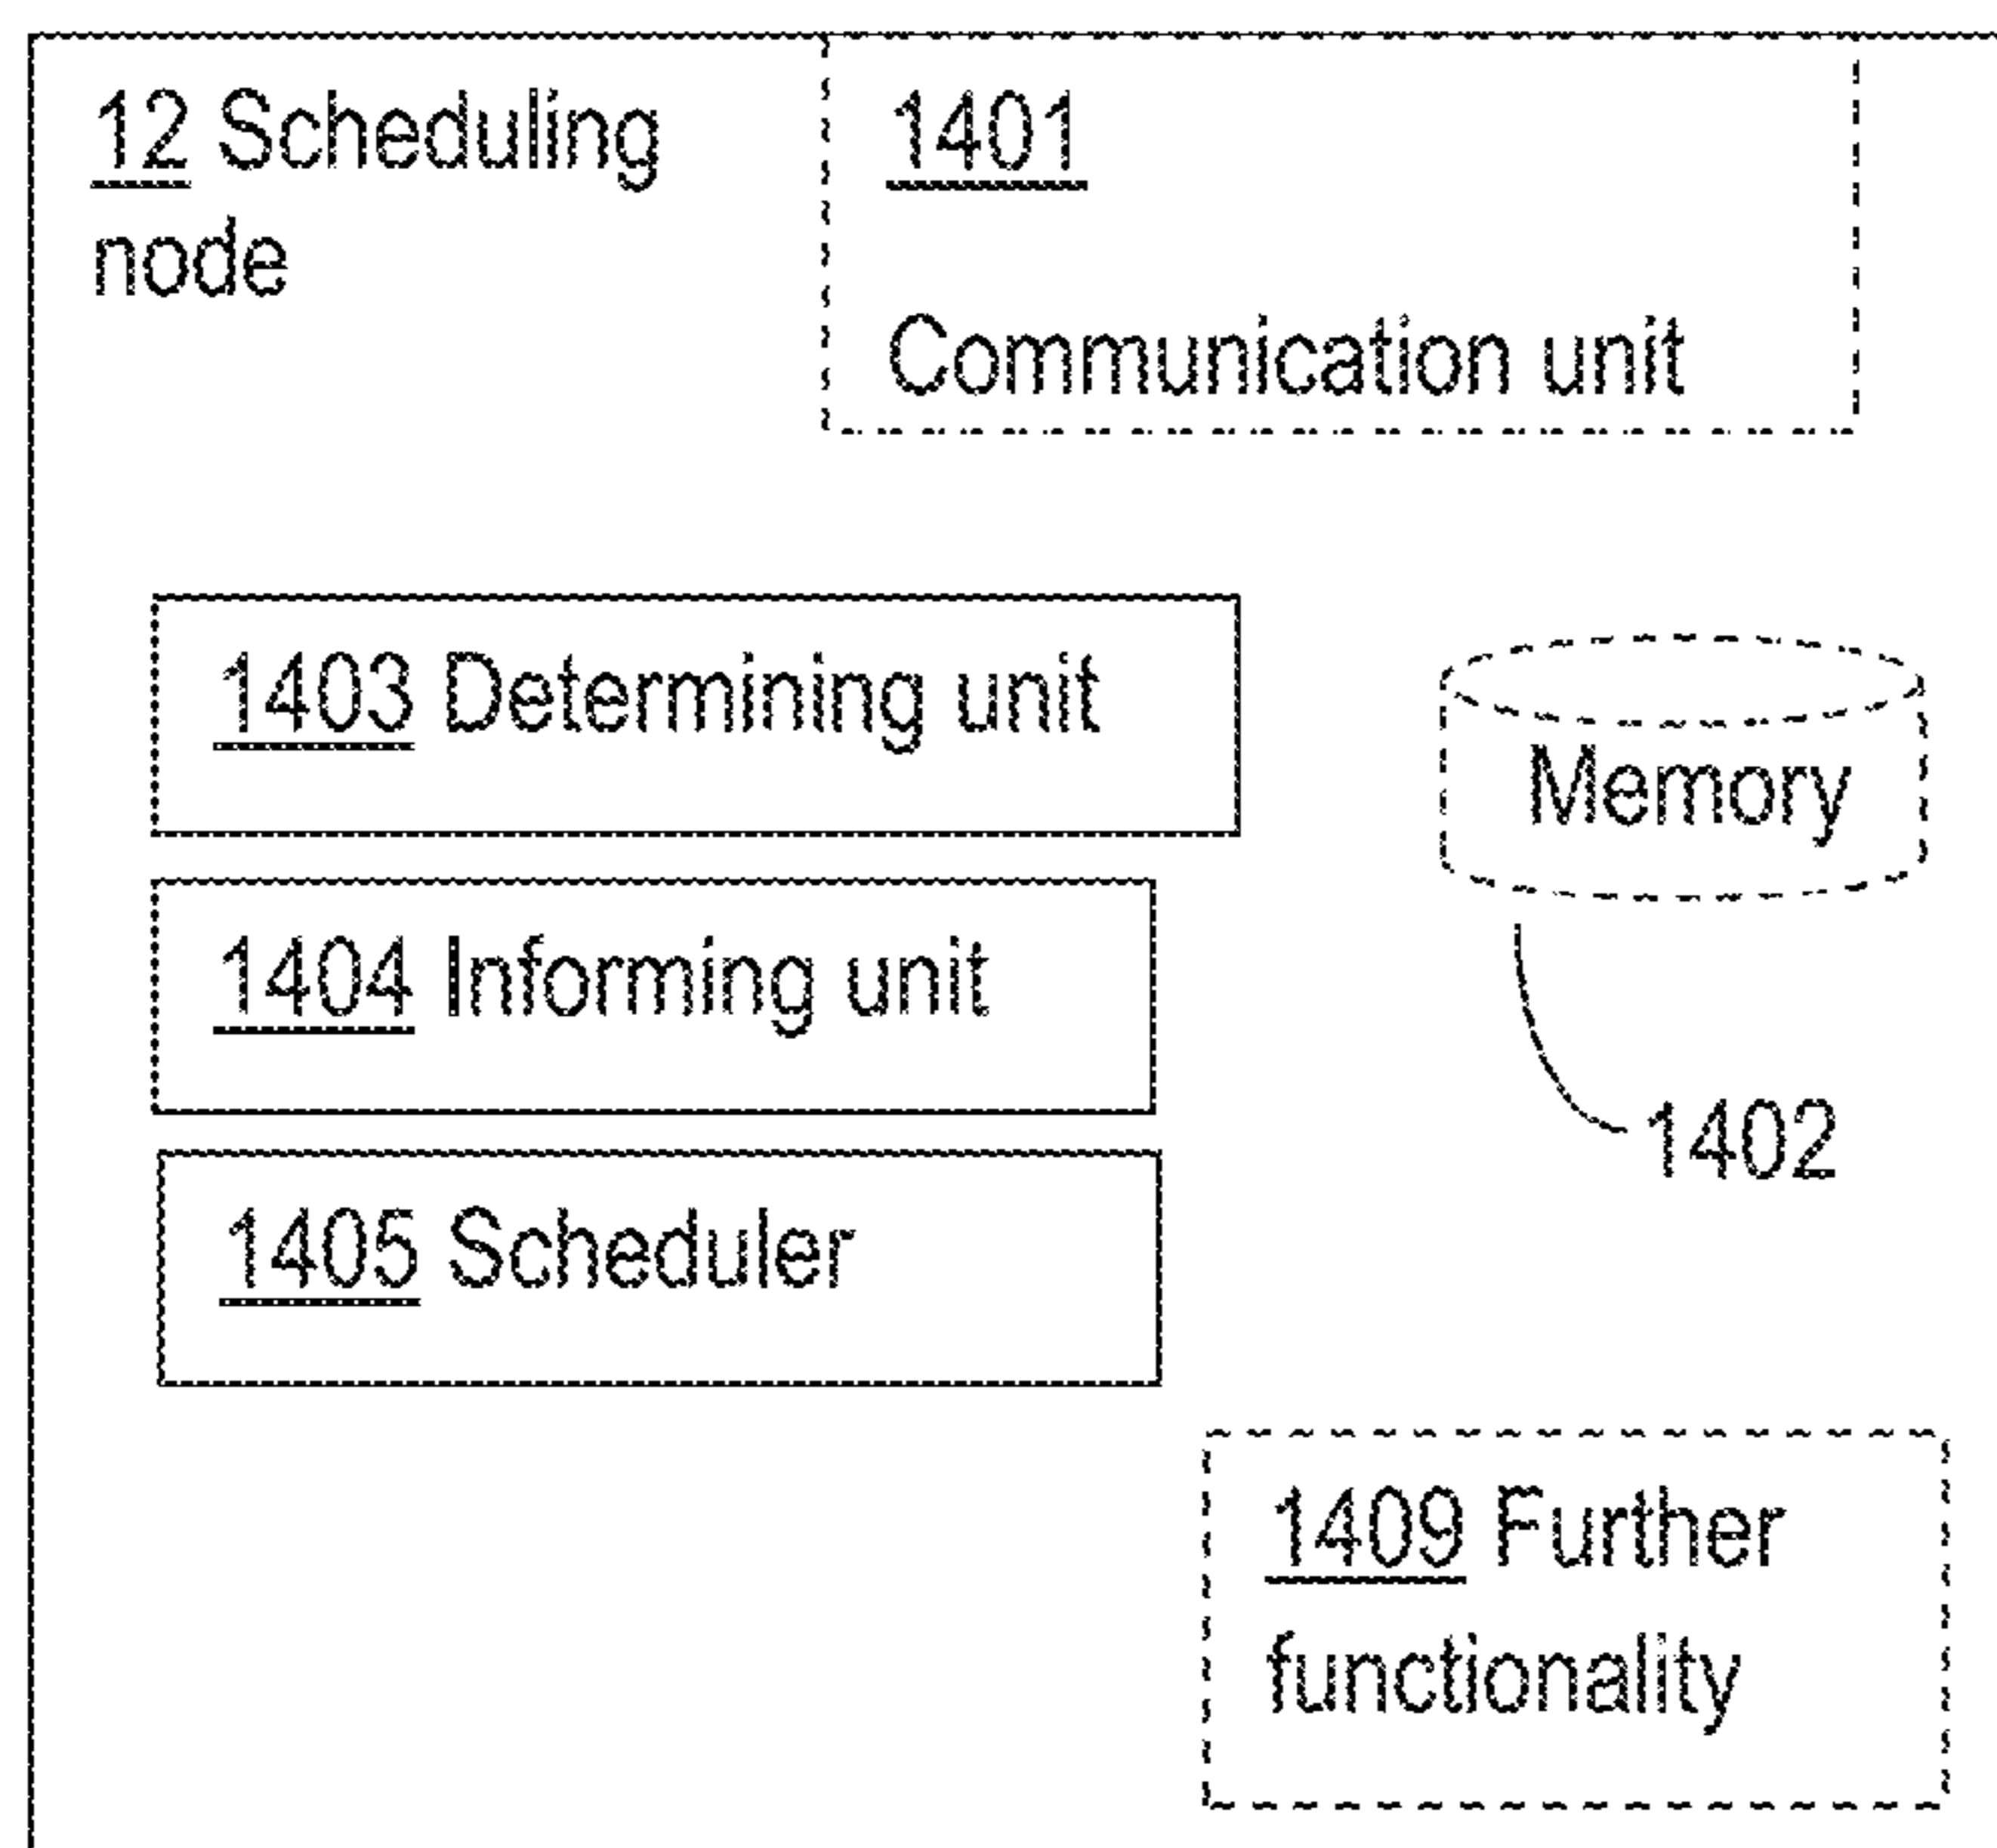 12 Scheduling
node
1401
Communication unit
1403 Determining unit
Memory
1404 Informing unit
1402
1405 Scheduler
1409 Further
functionality